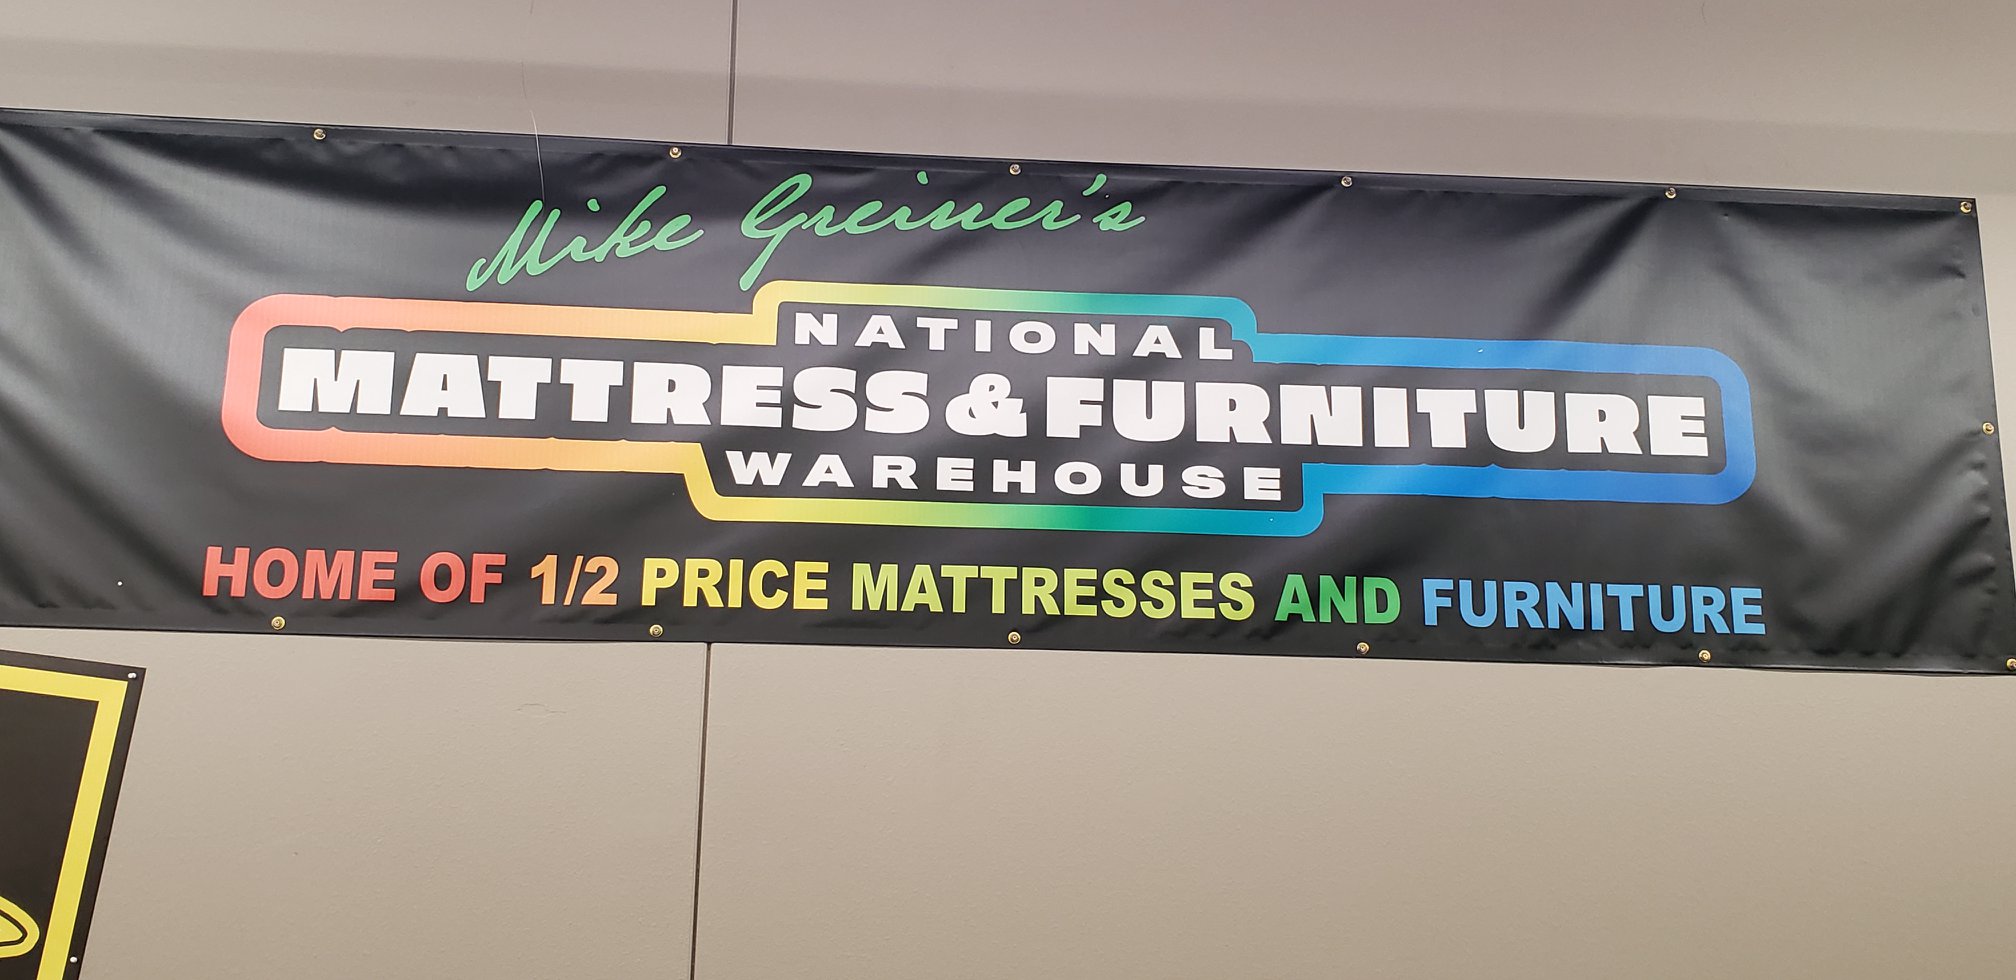 Mike Greiner's
NATIONAL
MATTRESS & FURNITURE
WAREHOUSE
HOME OF 1/2 PRICE MATTRESSES AND FURNITURE